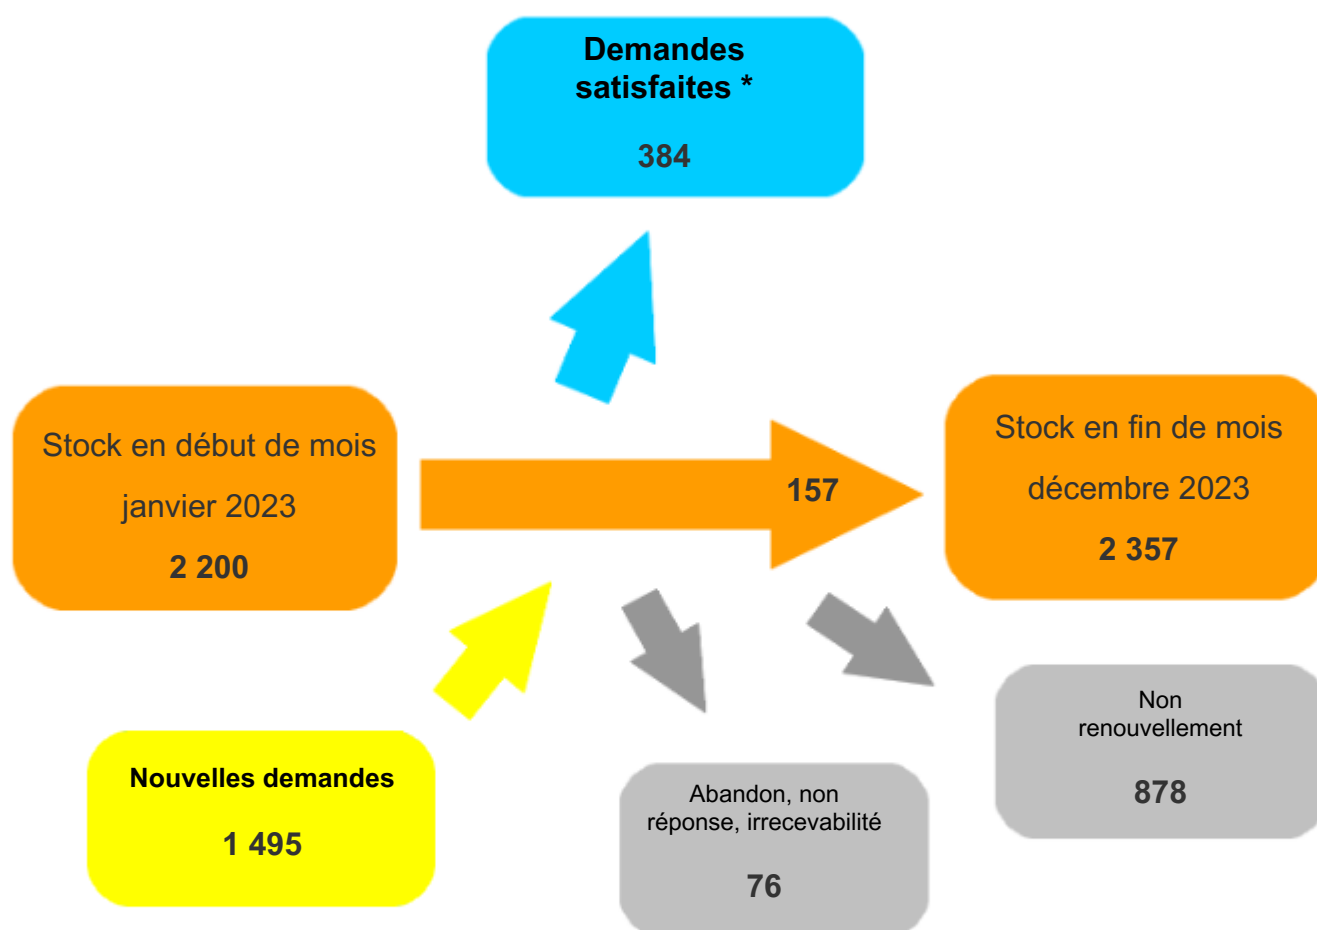 Demandes
satisfaites *
384
Stock en début de mois
janvier 2023
2 200
157
Stock en fin de mois
décembre 2023
2 357
Nouvelles demandes
1 495
Abandon, non
réponse, irrecevabilité
76
Non
renouvellement
878